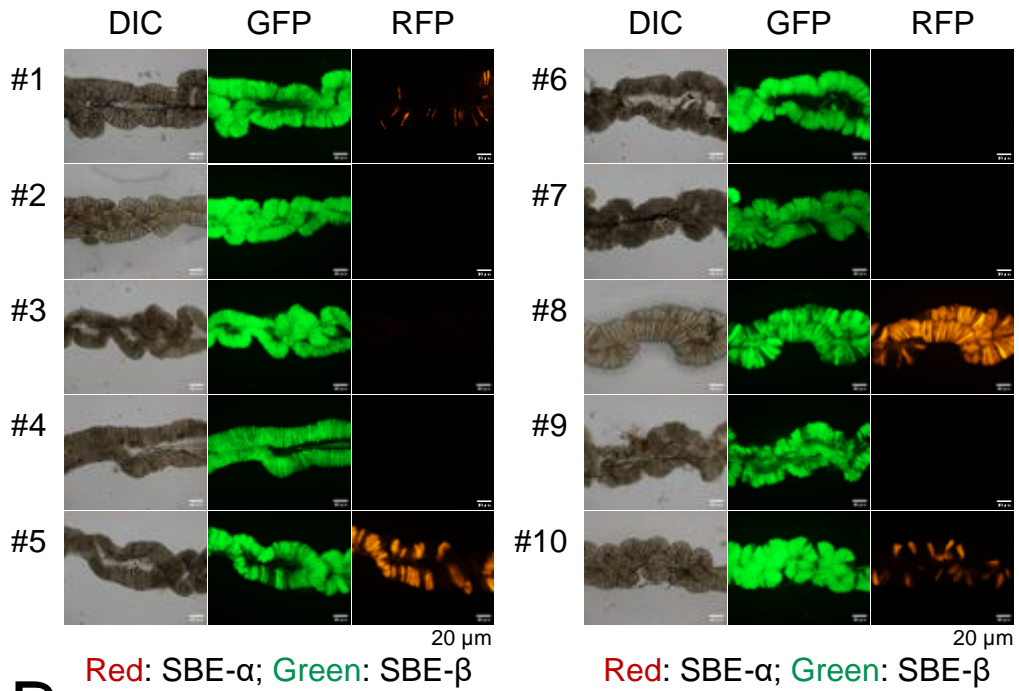 DIC GFP RFP DIC GFP RFP
#1 #6
#2 #7
#3 #8
#4 #9
#5 #10
20 μm 20 μm
Red: SBE-α; Green: SBE-β Red: SBE-α; Green: SBE-β